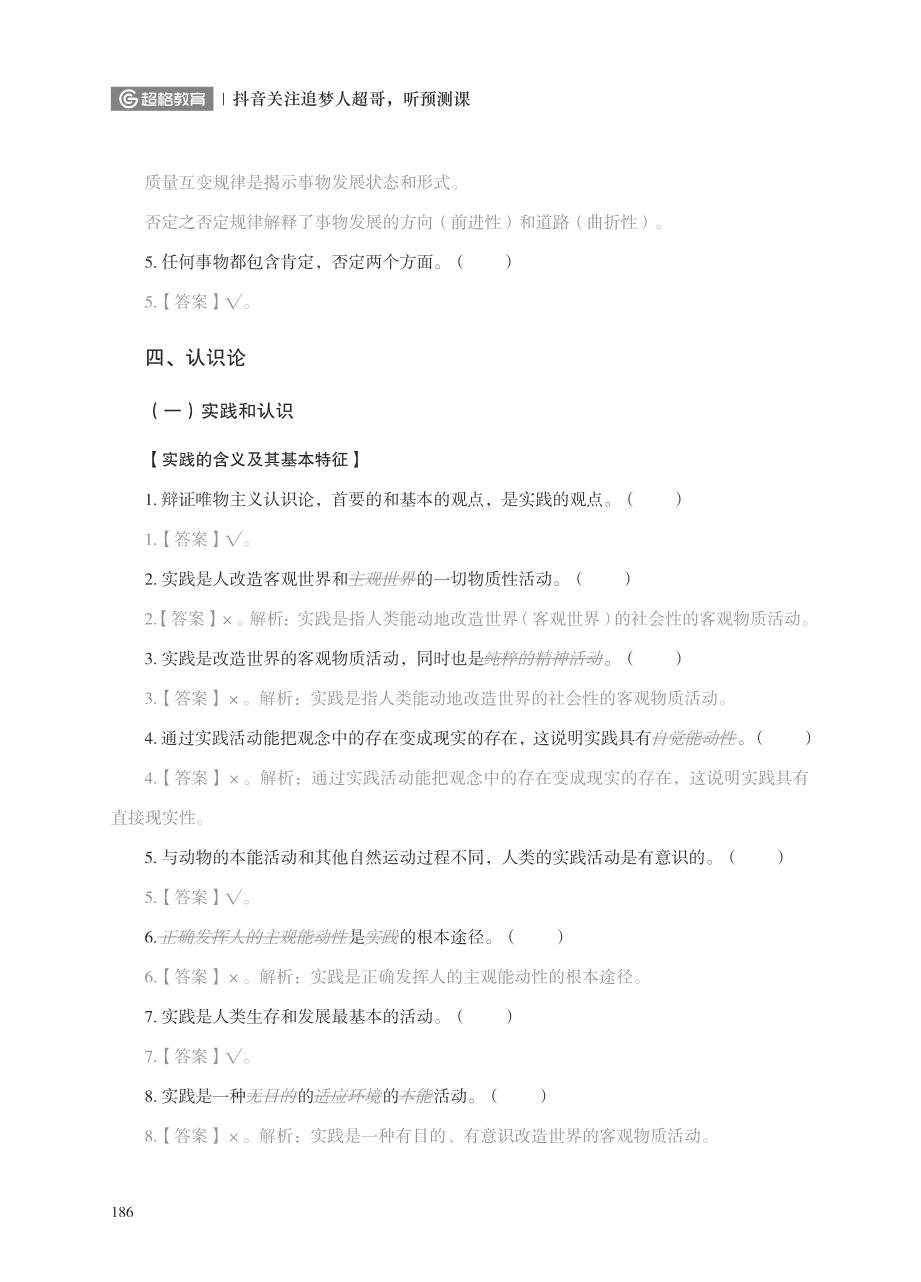 超格教育 | 抖音关注追梦人超哥，听预测课
质量互变规律是揭示事物发展状态和形式。
否定之否定规律解释了事物发展的方向（前进性）和道路（曲折性）。
5. 任何事物都包含肯定，否定两个方面。（　　）
5.【答案】√。
四、认识论
（一）实践和认识
【实践的含义及其基本特征】
1. 辩证唯物主义认识论，首要的和基本的观点，是实践的观点。（　　）
1.【答案】√。
2. 实践是人改造客观世界和主观世界的一切物质性活动。（　　）
2.【答案】×。解析：实践是指人类能动地改造世界（客观世界）的社会性的客观物质活动。
3. 实践是改造世界的客观物质活动，同时也是纯粹的精神活动。（　　）
3.【答案】×。解析：实践是指人类能动地改造世界的社会性的客观物质活动。
4. 通过实践活动能把观念中的存在变成现实的存在，这说明实践具有自觉能动性。（　　）
4.【答案】×。解析：通过实践活动能把观念中的存在变成现实的存在，这说明实践具有
直接现实性。
5. 与动物的本能活动和其他自然运动过程不同，人类的实践活动是有意识的。（　　）
5.【答案】√。
6. 正确发挥人的主观能动性是实践的根本途径。（　　）
6.【答案】×。解析：实践是正确发挥人的主观能动性的根本途径。
7. 实践是人类生存和发展最基本的活动。（　　）
7.【答案】√。
8. 实践是一种无目的的适应环境的本能活动。（　　）
8.【答案】×。解析：实践是一种有目的、有意识改造世界的客观物质活动。
186